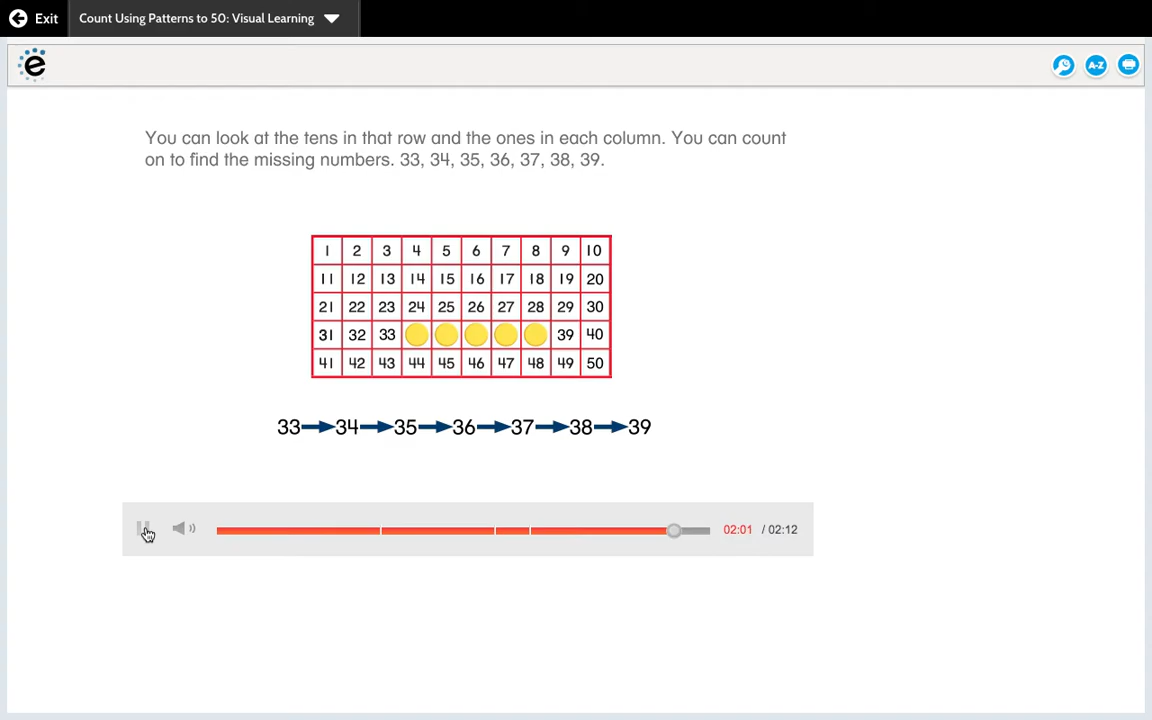 Exit
Count Using Patterns to 50: Visual Learning
e
A-Z
You can look at the tens in that row and the ones in each column. You can count
on to find the missing numbers. 33, 34, 35, 36, 37, 38, 39.
1 2 3 4 5 6 7 8 9 10
11 12 13 14 15 16 17 18 19 20
21 22 23 24 25 26 27 28 29 30
31 32 33 39 40
41 42 43 44 45 46 47 48 49 50
33 34 35 36 37 38 39
02:01 / 02:12